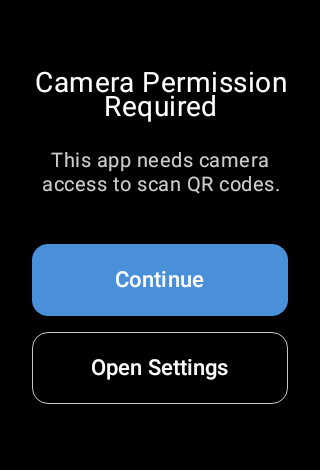 Camera Permission
Required
This app needs camera
access to scan QR codes.
Continue
Open Settings